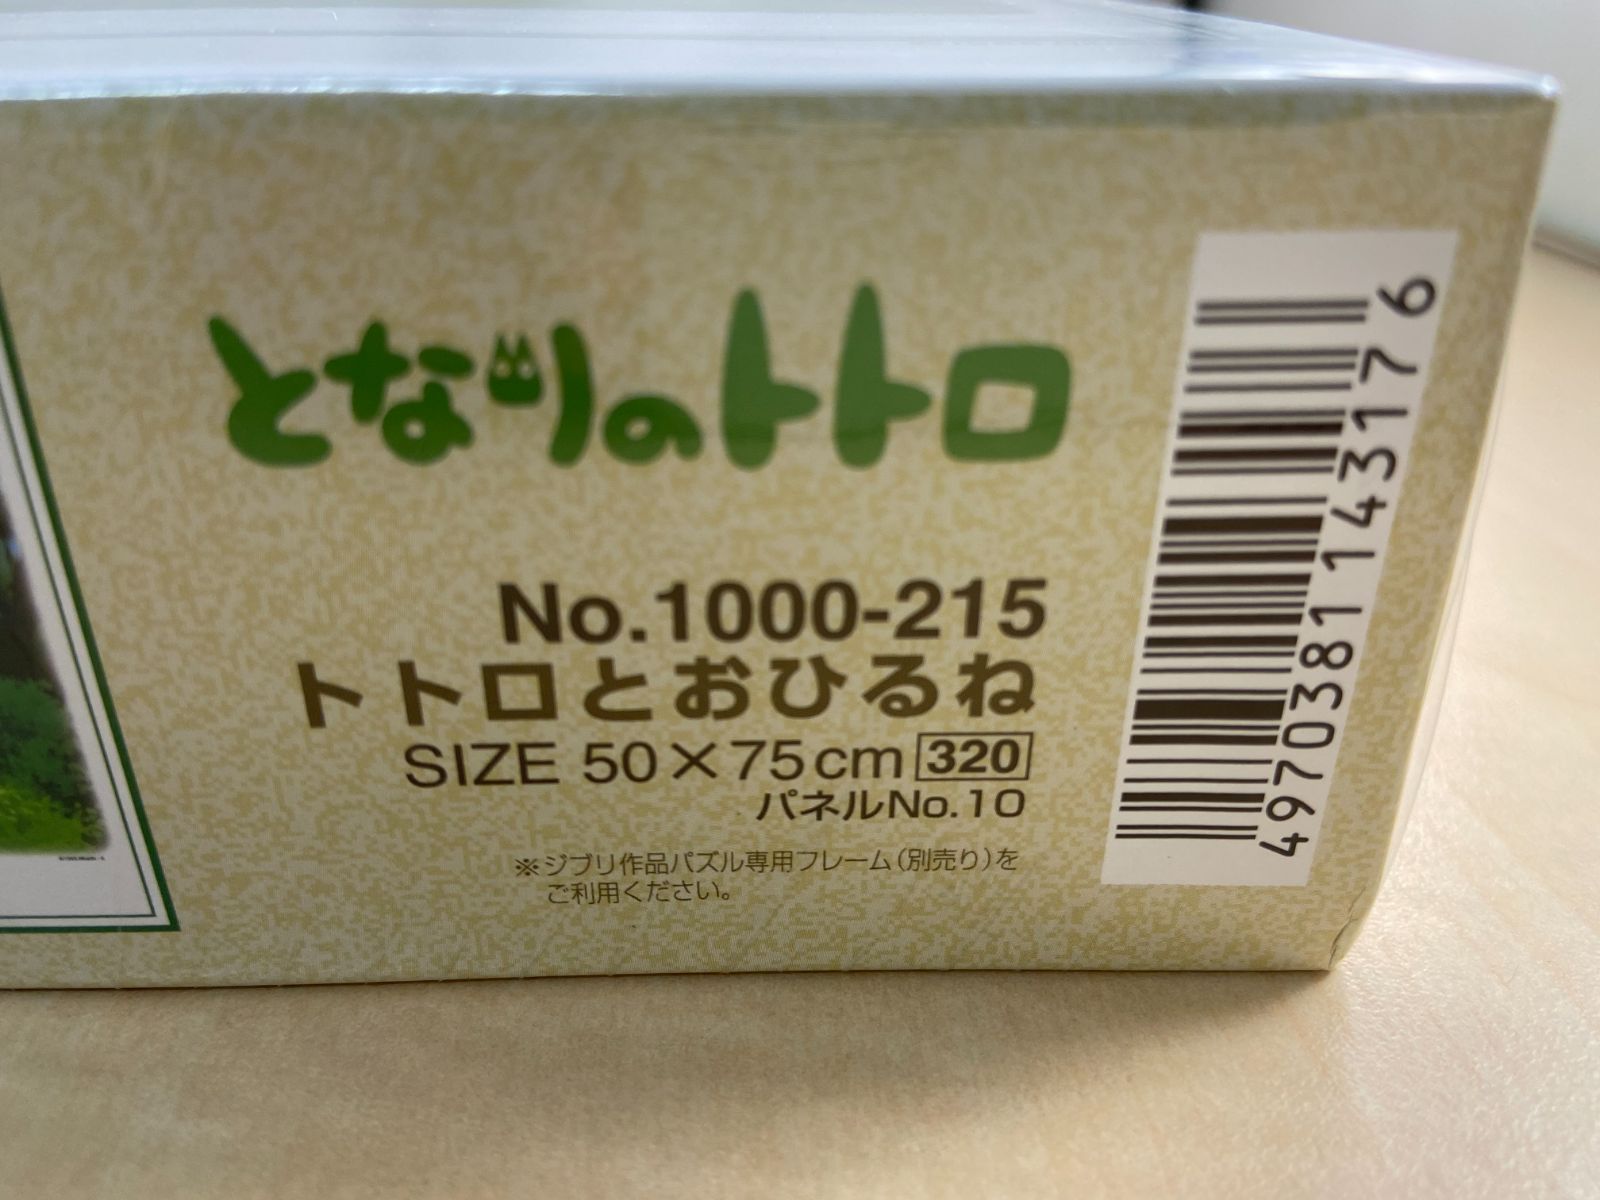 となりのトトロ
No.1000-215
トトロとおひるね
SIZE 50×75cm 320
パネルNo.10
※ジブリ作品パズル専用フレーム(別売り)を
ご利用ください。
4970381143176